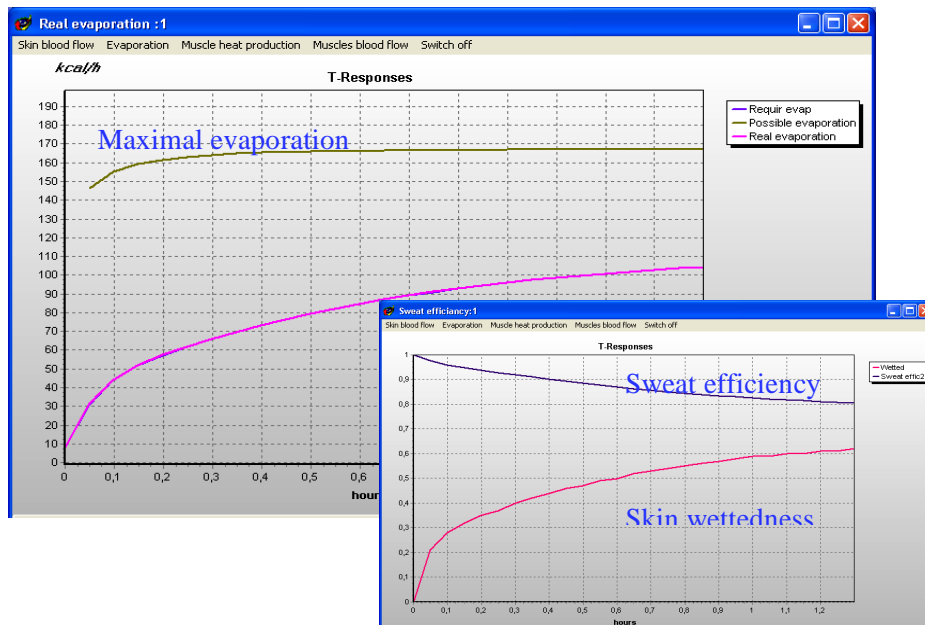 Real evaporation :1
Skin blood flow Evaporation Muscle heat production Muscles blood flow Switch off
kcal/h
T-Responses
Requir evap
Possible evaporation
Real evaporation
Maximal evaporation
190
180
170
160
150
140
130
120
110
100
90
80
70
60
50
40
30
20
10
0
0 0,1 0,2 0,3 0,4 0,5 0,6
hour
Sweat efficiancy:1
Skin blood flow Evaporation Muscle heat production Muscles blood flow Switch off
T-Responses
Wetted
Sweat effic2
Sweat efficiency
Skin wettedness
1
0,9
0,8
0,7
0,6
0,5
0,4
0,3
0,2
0,1
0
0 0,1 0,2 0,3 0,4 0,5 0,6 0,7 0,8 0,9 1 1,1 1,2
hours